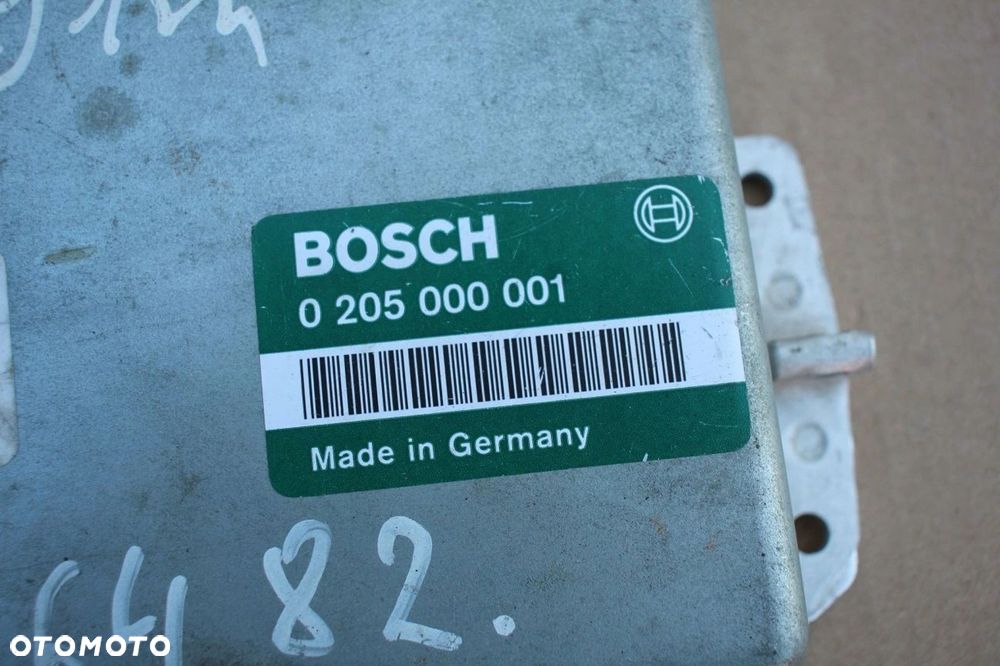 BOSCH
0 205 000 001
Made in Germany
82.
OTOMOTO